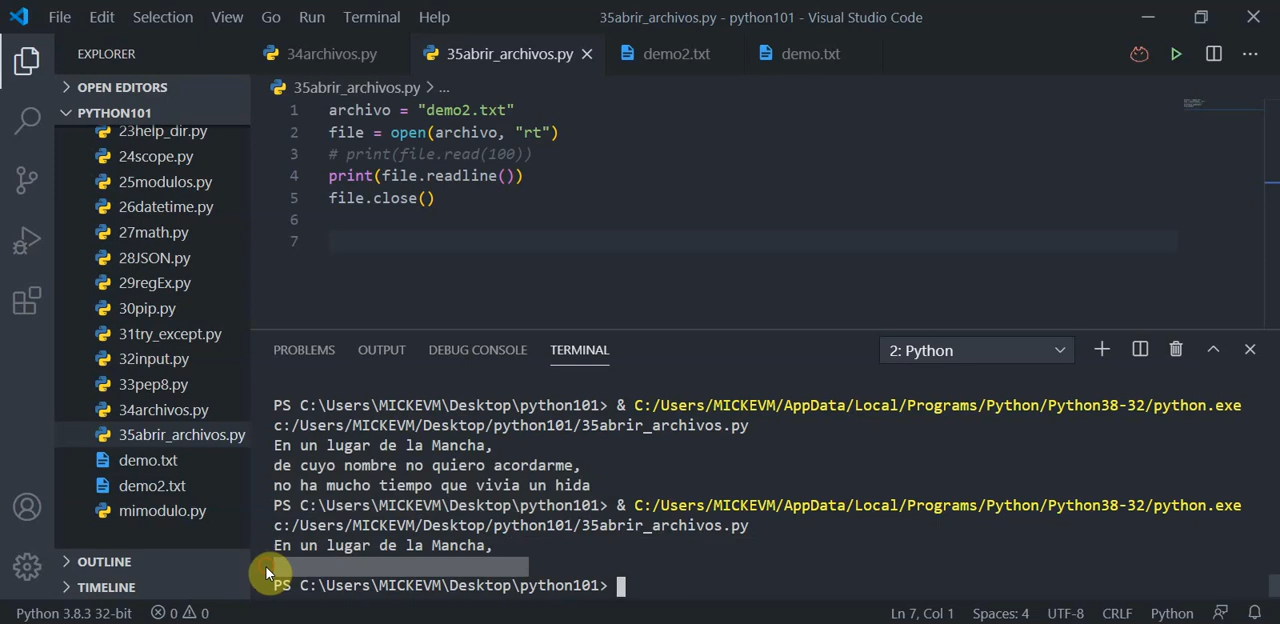 File Edit Selection View Go Run Terminal Help 35abrir_archivos.py - python101 - Visual Studio Code
EXPLORER
34archivos.py 35abrir_archivos.py demo2.txt demo.txt
OPEN EDITORS
PYTHON101
23help_dir.py
24scope.py
25modulos.py
26datetime.py
27math.py
28JSON.py
29regEx.py
30pip.py
31try_except.py
32input.py
33pep8.py
34archivos.py
35abrir_archivos.py
demo.txt
demo2.txt
mimodulo.py
OUTLINE
TIMELINE
35abrir_archivos.py > ...
1 archivo = "demo2.txt"
2 file = open(archivo, "rt")
3 # print(file.read(100))
4 print(file.readline())
5 file.close()
6
7
PROBLEMS OUTPUT DEBUG CONSOLE TERMINAL 2: Python
PS C:\Users\MICKEVM\Desktop\python101> & C:/Users/MICKEVM/AppData/Local/Programs/Python/Python38-32/python.exe
c:/Users/MICKEVM/Desktop/python101/35abrir_archivos.py
En un lugar de la Mancha,
de cuyo nombre no quiero acordarme,
no ha mucho tiempo que vivia un hida
PS C:\Users\MICKEVM\Desktop\python101> & C:/Users/MICKEVM/AppData/Local/Programs/Python/Python38-32/python.exe
c:/Users/MICKEVM/Desktop/python101/35abrir_archivos.py
En un lugar de la Mancha,
PS C:\Users\MICKEVM\Desktop\python101>
Python 3.8.3 32-bit 0 0 Ln 7, Col 1 Spaces: 4 UTF-8 CRLF Python